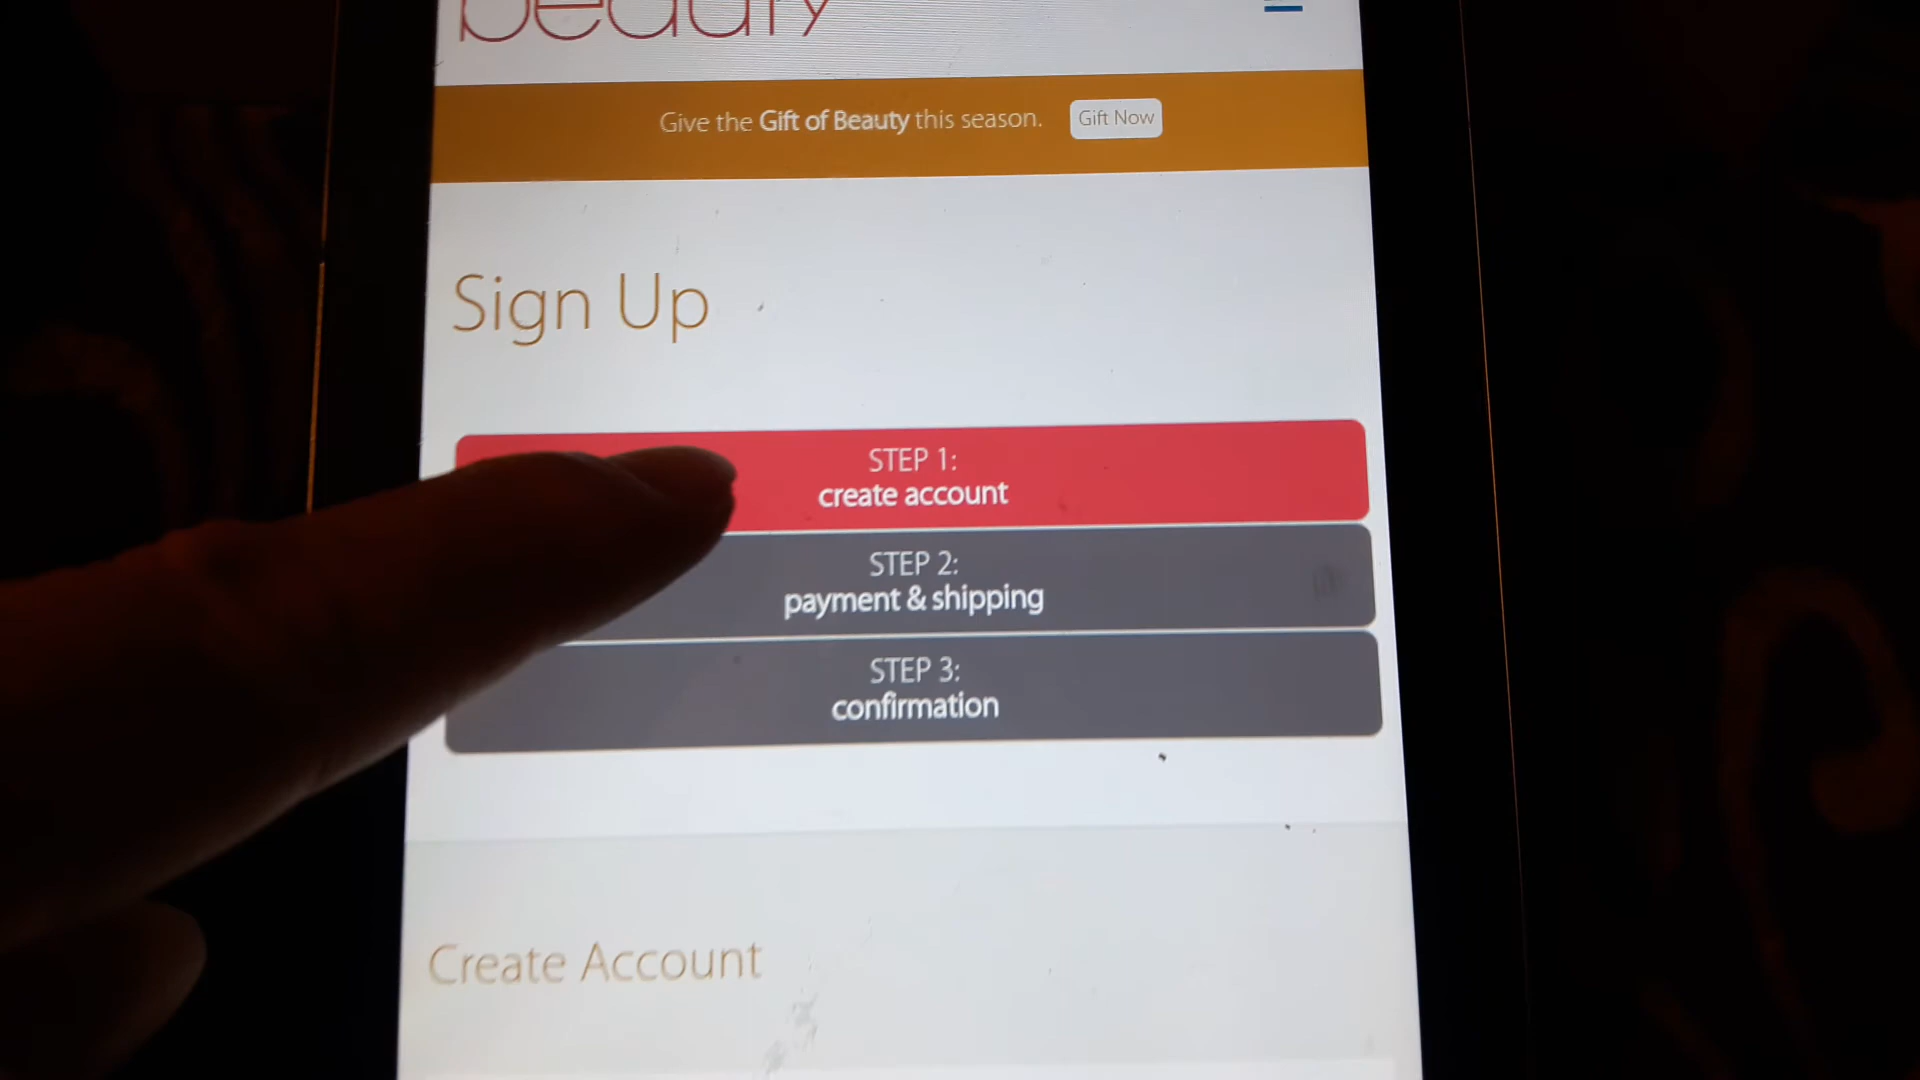 beauty
Give the Gift of Beauty this season. Gift Now
Sign Up
STEP 1:
create account
STEP 2:
payment & shipping
STEP 3:
confirmation
Create Account